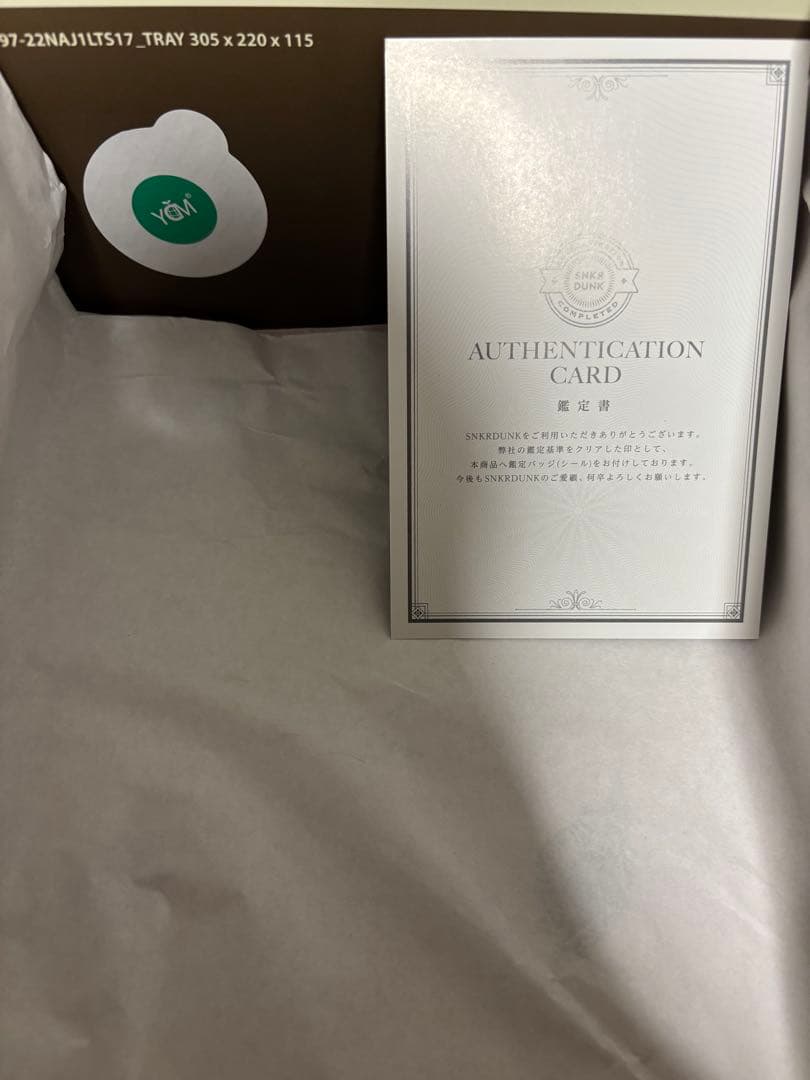 97-22NAJ1LTS17_TRAY 305 x 220 x 115
YOM®
SNKR
DUNK
COMPLETED
AUTHENTICATION
CARD
鑑定書
SNKRDUNKをご利用いただきありがとうございます。
弊社の鑑定基準をクリアした印として、
本商品へ鑑定バッジ(シール)をお付けしております。
今後もSNKRDUNKのご愛顧、何卒よろしくお願いします。